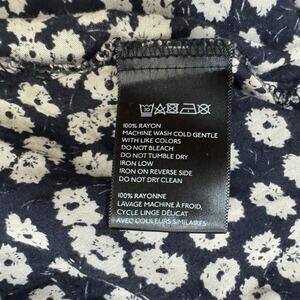 100% RAYON
MACHINE WASH COLD GENTLE
WITH LIKE COLORS
DO NOT BLEACH
DO NOT TUMBLE DRY
IRON LOW
IRON ON REVERSE SIDE
DO NOT DRY CLEAN
100% RAYONNE
LAVAGE MACHINE À FROID,
CYCLE LINGE DÉLICAT
AVEC COULEURS SIMILAIRES